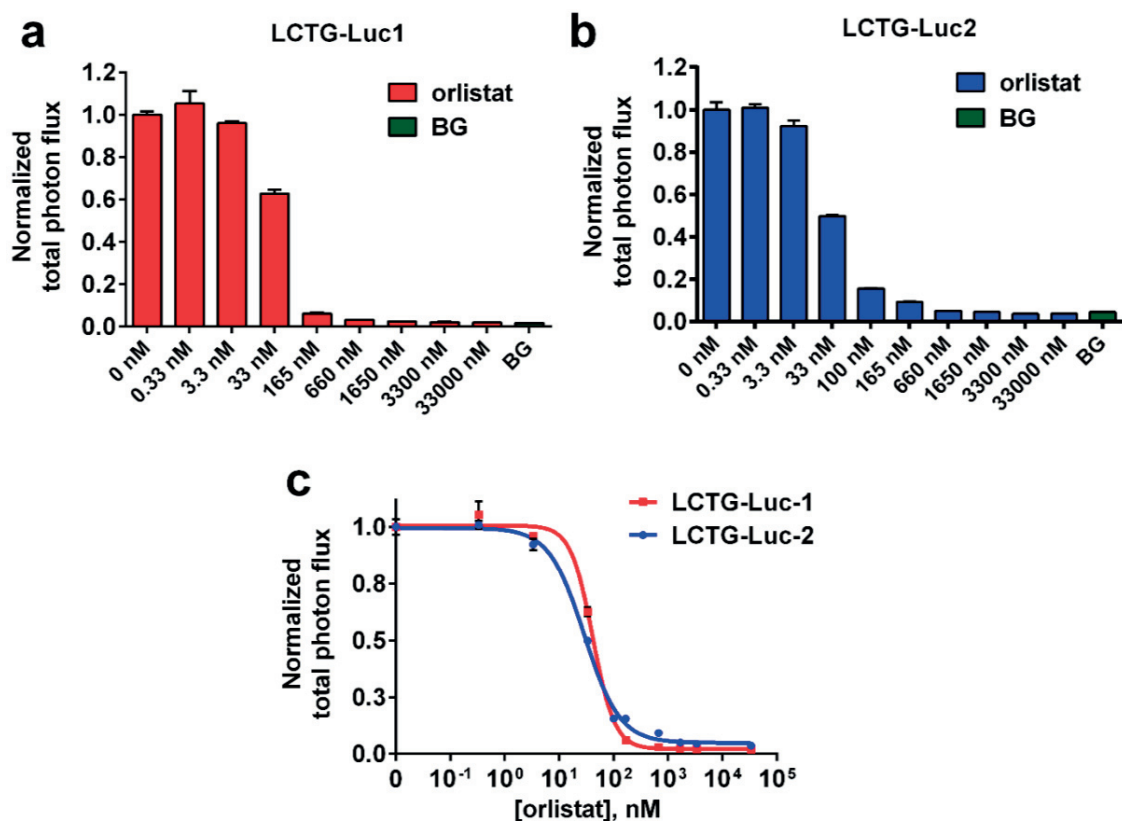 a
LCTG-Luc1
Normalized
total photon flux
1.2
1.0
0.8
0.6
0.4
0.2
0.0
orlistat
BG
0 nM
0.33 nM
3.3 nM
33 nM
165 nM
660 nM
1650 nM
3300 nM
33000 nM
BG
b
LCTG-Luc2
Normalized
total photon flux
1.2
1.0
0.8
0.6
0.4
0.2
0.0
orlistat
BG
0 nM
0.33 nM
3.3 nM
33 nM
100 nM
165 nM
660 nM
1650 nM
3300 nM
33000 nM
BG
c
Normalized
total photon flux
1.0
0.8
0.5
0.3
0.0
LCTG-Luc-1
LCTG-Luc-2
0 10⁻¹ 10⁰ 10¹ 10² 10³ 10⁴ 10⁵
[orlistat], nM